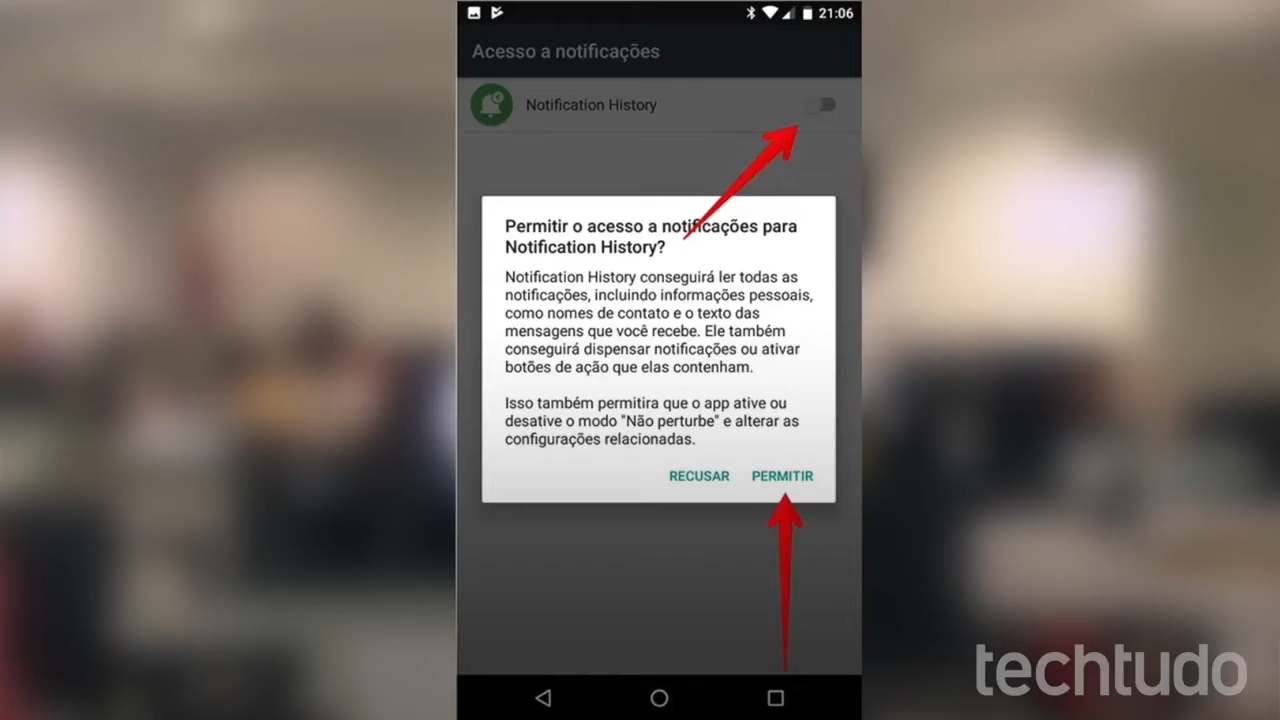 21:06
Acesso a notificações
Notification History
Permitir o acesso a notificações para
Notification History?
Notification History conseguirá ler todas as
notificações, incluindo informações pessoais,
como nomes de contato e o texto das
mensagens que você recebe. Ele também
conseguirá dispensar notificações ou ativar
botões de ação que elas contenham.
Isso também permitira que o app ative ou
desative o modo "Não perturbe" e alterar as
configurações relacionadas.
RECUSAR PERMITIR
techtudo